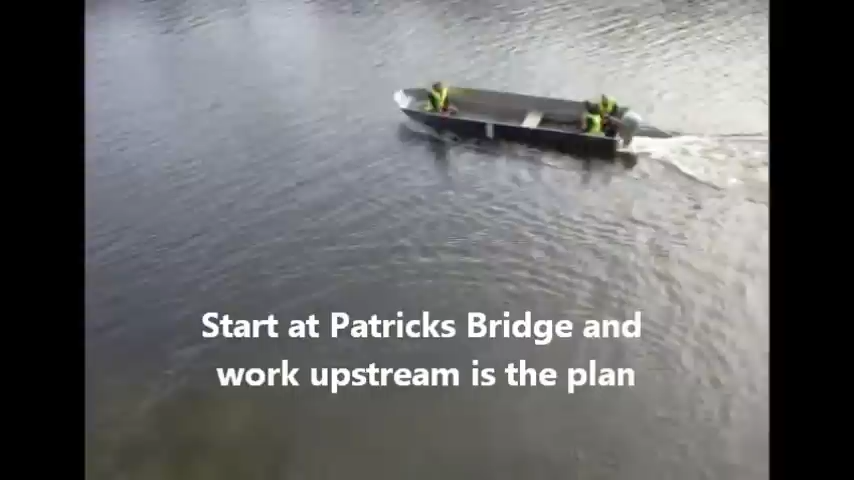 Start at Patricks Bridge and
work upstream is the plan